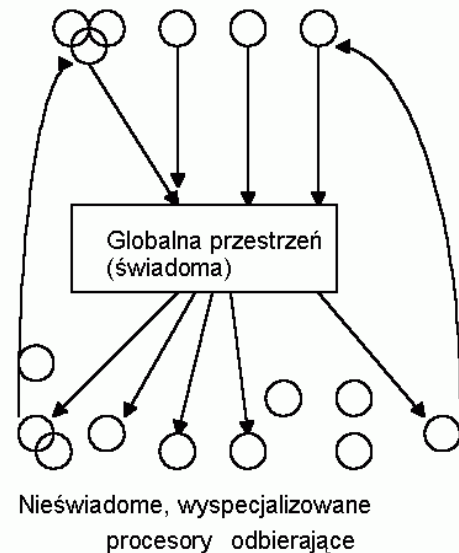 Globalna przestrzeń
(świadoma)
Nieświadome, wyspecjalizowane
procesory odbierające